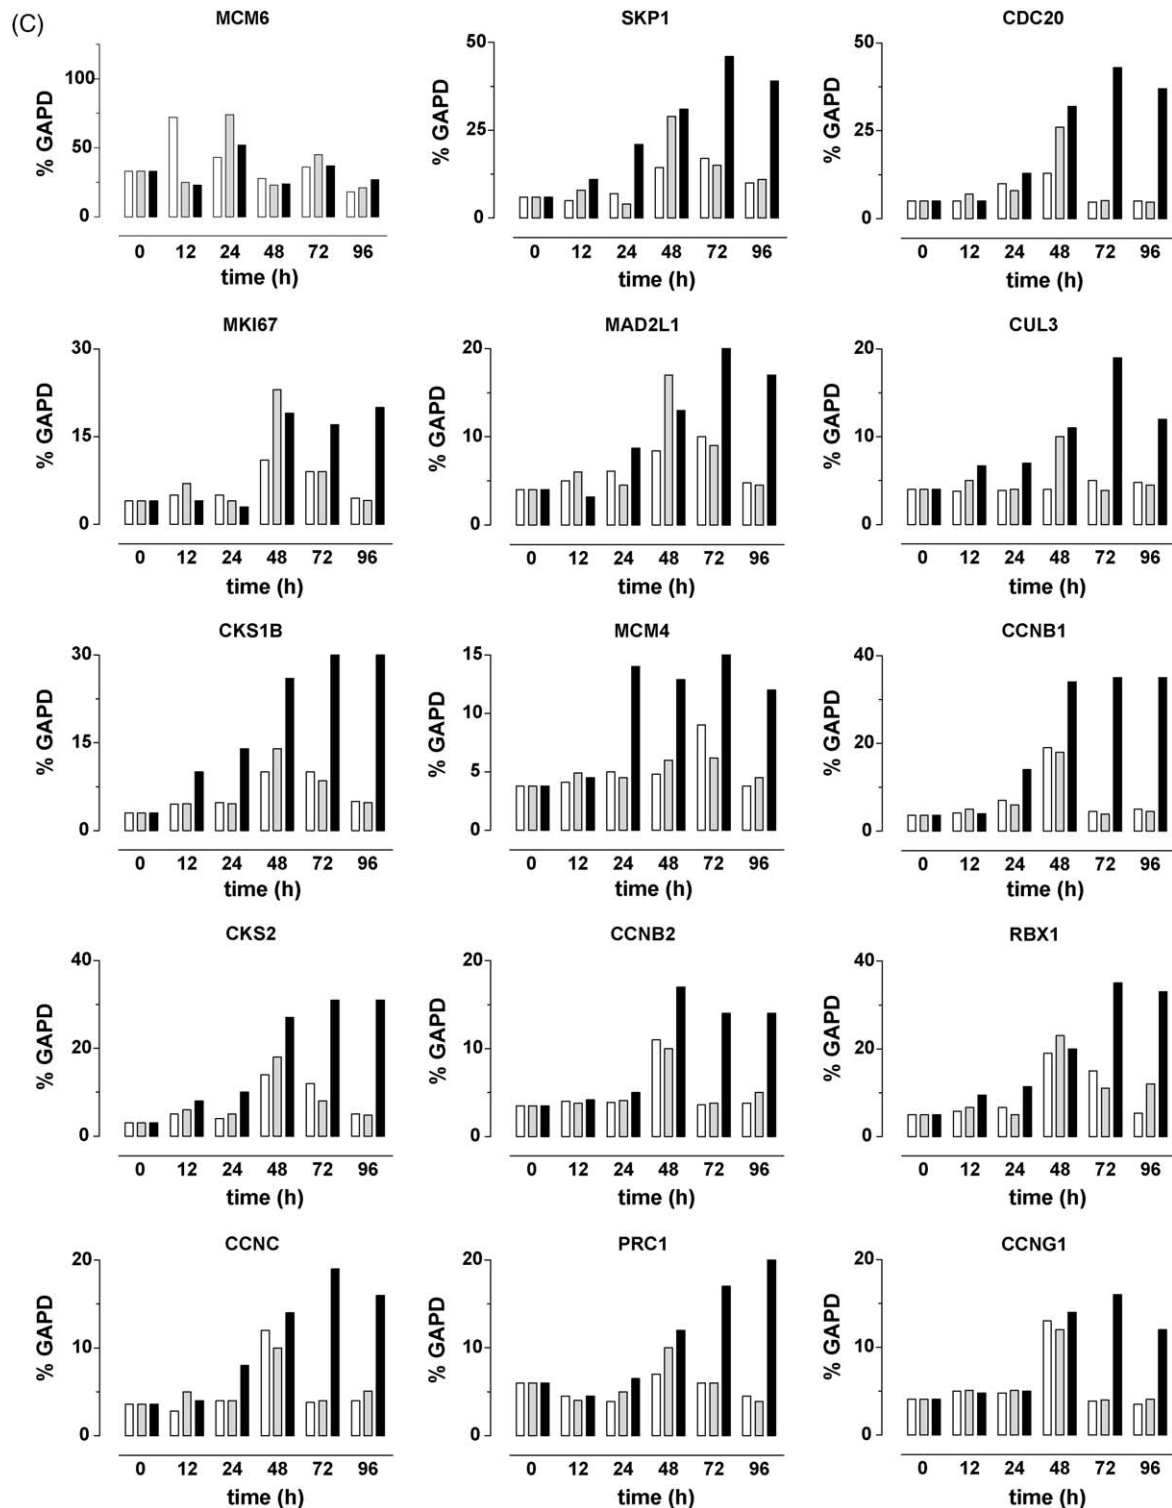 (C)
MCM6
% GAPD
100
50
0
0 12 24 48 72 96
time (h)
SKP1
% GAPD
50
25
0
0 12 24 48 72 96
time (h)
CDC20
% GAPD
50
25
0
0 12 24 48 72 96
time (h)
MKI67
% GAPD
30
15
0
0 12 24 48 72 96
time (h)
MAD2L1
% GAPD
20
10
0
0 12 24 48 72 96
time (h)
CUL3
% GAPD
20
10
0
0 12 24 48 72 96
time (h)
CKS1B
% GAPD
30
15
0
0 12 24 48 72 96
time (h)
MCM4
% GAPD
15
10
5
0
0 12 24 48 72 96
time (h)
CCNB1
% GAPD
40
20
0
0 12 24 48 72 96
time (h)
CKS2
% GAPD
40
20
0
0 12 24 48 72 96
time (h)
CCNB2
% GAPD
20
10
0
0 12 24 48 72 96
time (h)
RBX1
% GAPD
40
20
0
0 12 24 48 72 96
time (h)
CCNC
% GAPD
20
10
0
0 12 24 48 72 96
time (h)
PRC1
% GAPD
20
10
0
0 12 24 48 72 96
time (h)
CCNG1
% GAPD
20
10
0
0 12 24 48 72 96
time (h)